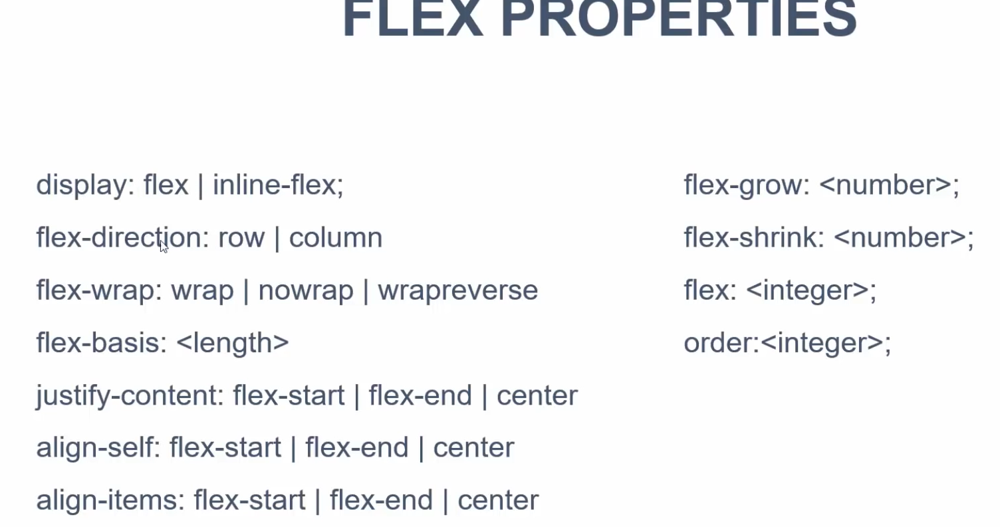 FLEX PROPERTIES
display: flex | inline-flex;
flex-direction: row | column
flex-wrap: wrap | nowrap | wrapreverse
flex-basis: <length>
justify-content: flex-start | flex-end | center
align-self: flex-start | flex-end | center
align-items: flex-start | flex-end | center
flex-grow: <number>;
flex-shrink: <number>;
flex: <integer>;
order:<integer>;